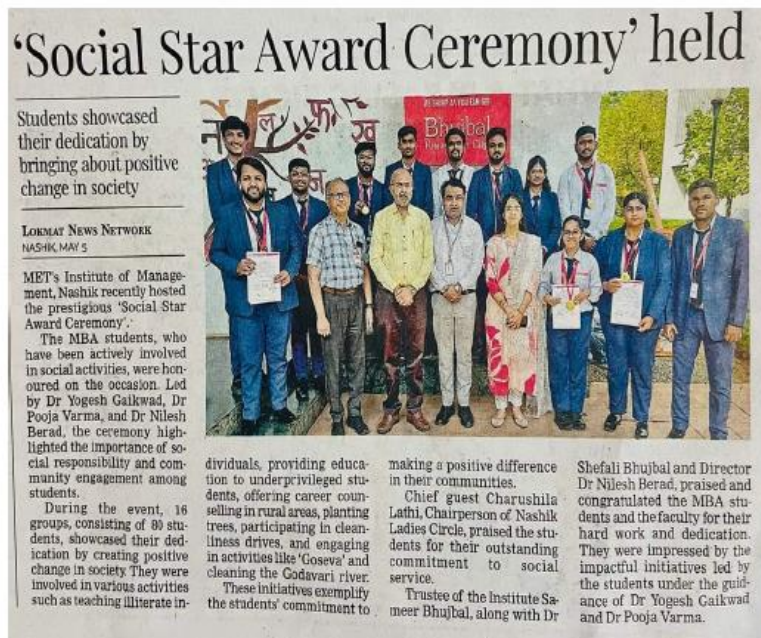 'Social Star Award Ceremony' held
Students showcased
their dedication by
bringing about positive
change in society
LOKMAT NEWS NETWORK
NASHIK, MAY 5
MET's Institute of Manage-
ment, Nashik recently hosted
the prestigious 'Social Star
Award Ceremony'.
The MBA students, who
have been actively involved
in social activities, were hon-
oured on the occasion. Led
by Dr Yogesh Gaikwad, Dr
Pooja Varma, and Dr Nilesh
Berad, the ceremony high-
lighted the importance of so-
cial responsibility and com-
munity engagement among
students.
During the event, 16
groups, consisting of 80 stu-
dents, showcased their ded-
ication by creating positive
change in society. They were
involved in various activities
such as teaching illiterate in-
न
ल
फ
ख
न
Bhujbal
dividuals, providing educa-
tion to underprivileged stu-
dents, offering career coun-
selling in rural areas, planting
trees, participating in clean-
liness drives, and engaging
in activities like 'Goseva' and
cleaning the Godavari river.
These initiatives exemplify
the students' commitment to
making a positive difference
in their communities.
Chief guest Charushila
Lathi, Chairperson of Nashik
Ladies Circle, praised the stu-
dents for their outstanding
commitment to social
service.
Trustee of the Institute Sa-
meer Bhujbal, along with Dr
Shefali Bhujbal and Director
Dr Nilesh Berad, praised and
congratulated the MBA stu-
dents and the faculty for their
hard work and dedication.
They were impressed by the
impactful initiatives led by
the students under the guid-
ance of Dr Yogesh Gaikwad
and Dr Pooja Varma.